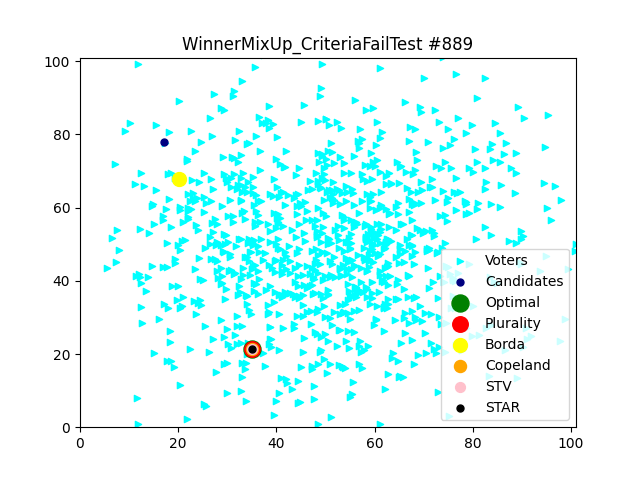 WinnerMixUp_CriteriaFailTest #889
100
80
60
40
20
0
0
20
40
60
80
100
Voters
Candidates
Optimal
Plurality
Borda
Copeland
STV
STAR